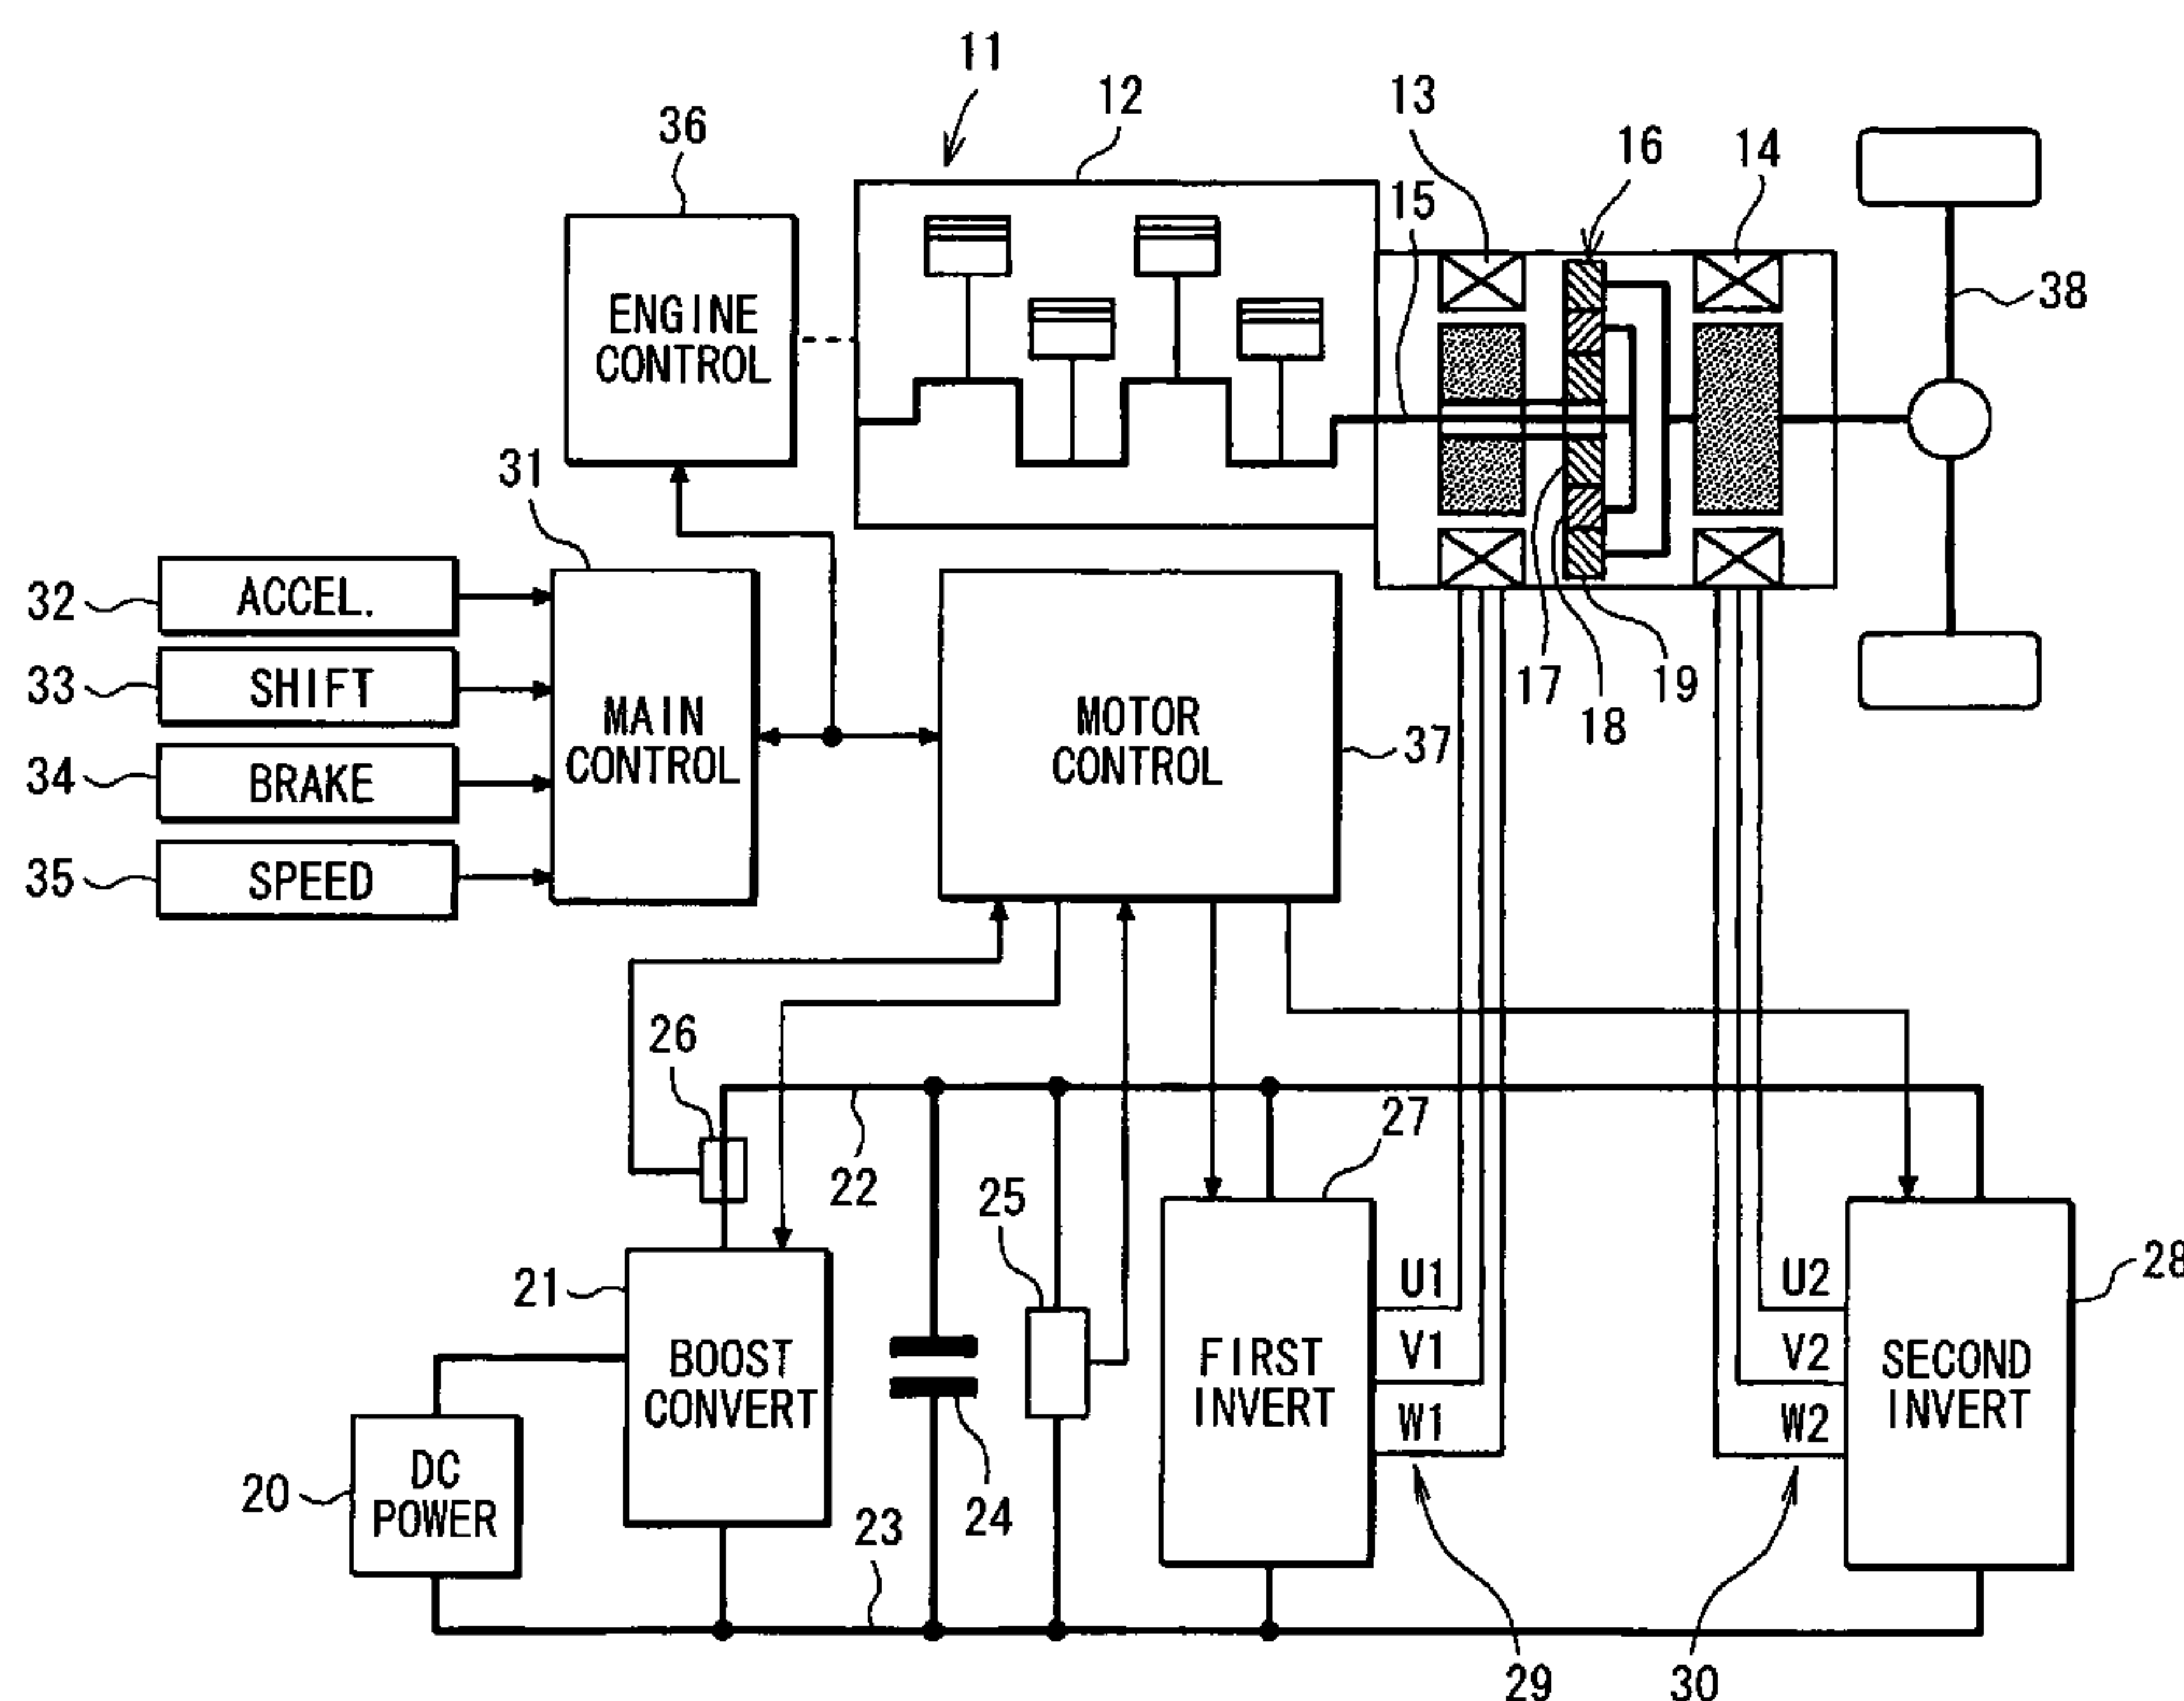 11
12
13
36
16
14
15
ENGINE
CONTROL
38
31
32
ACCEL.
33
SHIFT
34
BRAKE
35
SPEED
MAIN
CONTROL
MOTOR
CONTROL
37
17
18
19
26
22
27
25
21
BOOST
CONVERT
FIRST
INVERT
U1
V1
W1
U2
V2
W2
SECOND
INVERT
28
20
DC
POWER
23
24
29
30